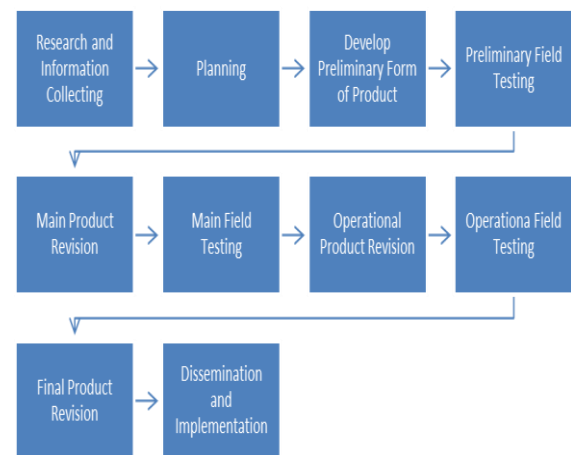 Research and
Information
Collecting
Planning
Develop
Preliminary Form
of Product
Preliminary Field
Testing
Main Product
Revision
Main Field
Testing
Operational
Product Revision
Operationa Field
Testing
Final Product
Revision
Dissemination
and
Implementation